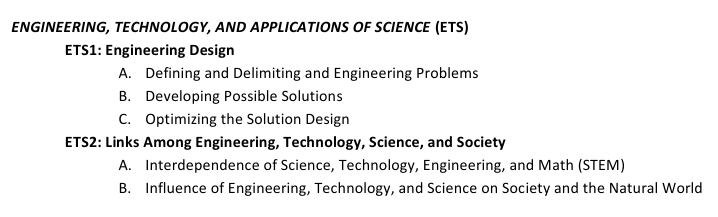 ENGINEERING, TECHNOLOGY, AND APPLICATIONS OF SCIENCE (ETS)
ETS1: Engineering Design
A. Defining and Delimiting and Engineering Problems
B. Developing Possible Solutions
C. Optimizing the Solution Design
ETS2: Links Among Engineering, Technology, Science, and Society
A. Interdependence of Science, Technology, Engineering, and Math (STEM)
B. Influence of Engineering, Technology, and Science on Society and the Natural World